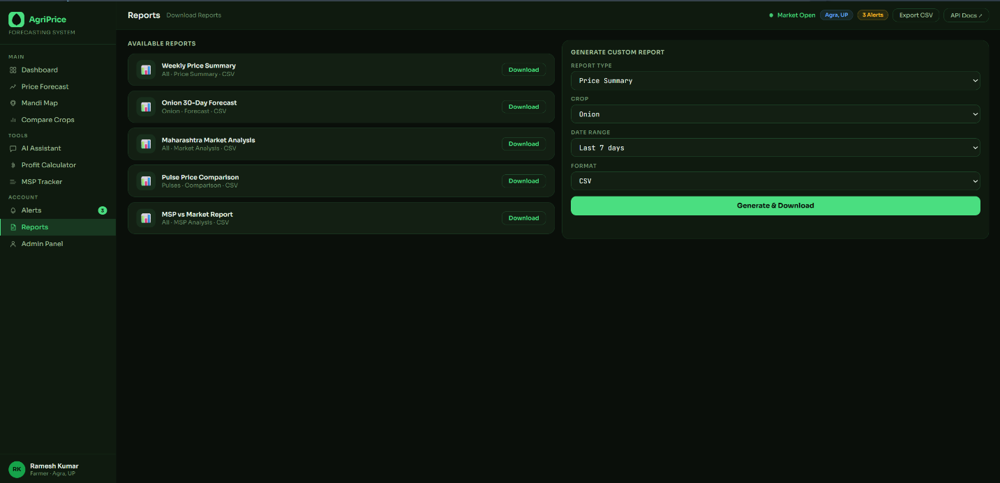 AgriPrice
FORECASTING SYSTEM
MAIN
Dashboard
Price Forecast
Mandi Map
Compare Crops
TOOLS
AI Assistant
Profit Calculator
MSP Tracker
ACCOUNT
Alerts 3
Reports
Admin Panel
RK
Ramesh Kumar
Farmer · Agra, UP
Reports Download Reports
Market Open Agra, UP 3 Alerts Export CSV API Docs ↗
AVAILABLE REPORTS
Weekly Price Summary
All · Price Summary · CSV
Download
Onion 30-Day Forecast
Onion · Forecast · CSV
Download
Maharashtra Market Analysis
All · Market Analysis · CSV
Download
Pulse Price Comparison
Pulses · Comparison · CSV
Download
MSP vs Market Report
All · MSP Analysis · CSV
Download
GENERATE CUSTOM REPORT
REPORT TYPE
Price Summary
CROP
Onion
DATE RANGE
Last 7 days
FORMAT
CSV
Generate & Download